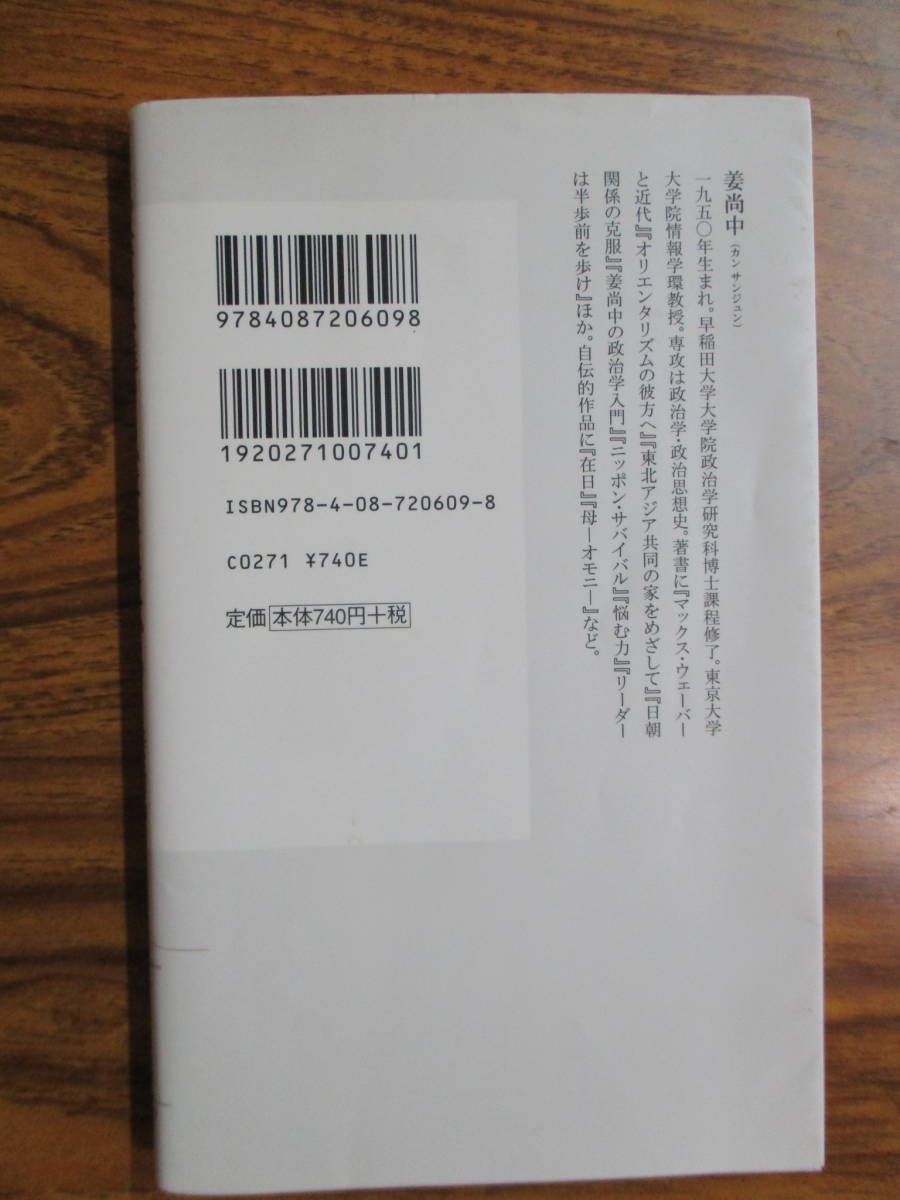 姜尚中（カン サンジュン）
一九五〇年生まれ。早稲田大学大学院政治学研究科博士課程修了。東京大学
大学院情報学環教授。専攻は政治学・政治思想史。著書に『マックス・ウェーバー
と近代』『オリエンタリズムの彼方へ』『東北アジア共同の家をめざして』『日朝
関係の克服』『姜尚中の政治学入門』『ニッポン・サバイバル』『悩む力』『リーダー
は半歩前を歩け』ほか。自伝的作品に『在日』『母―オモニ―』など。
9784087206098
1920271007401
ISBN978-4-08-720609-8
C0271 ¥740E
定価 本体740円＋税